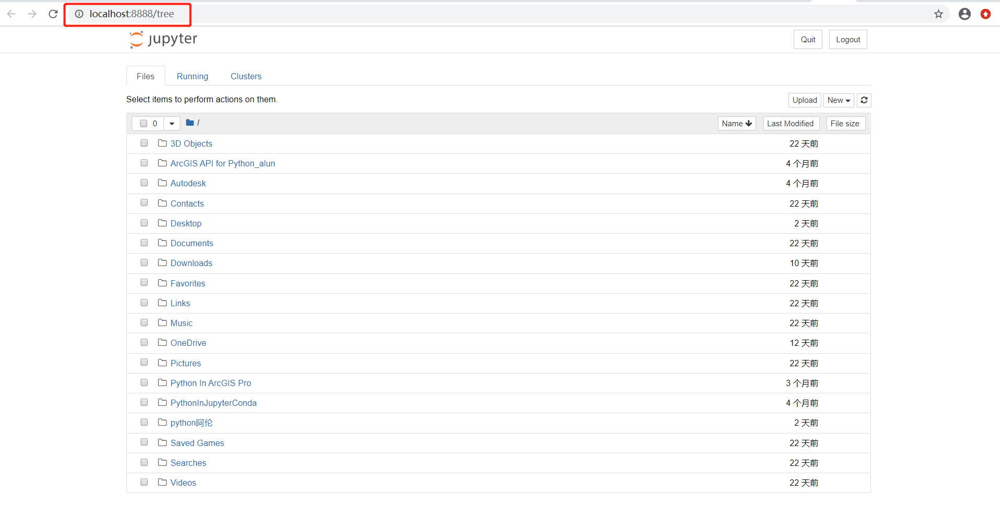 localhost:8888/tree
jupyter
Quit Logout
Files Running Clusters
Select items to perform actions on them.
Upload New
0 / Name Last Modified File size
3D Objects 22 天前
ArcGIS API for Python_alun 4 个月前
Autodesk 4 个月前
Contacts 22 天前
Desktop 2 天前
Documents 22 天前
Downloads 10 天前
Favorites 22 天前
Links 22 天前
Music 22 天前
OneDrive 12 天前
Pictures 22 天前
Python In ArcGIS Pro 3 个月前
PythonInJupyterConda 4 个月前
python阿伦 2 天前
Saved Games 22 天前
Searches 22 天前
Videos 22 天前